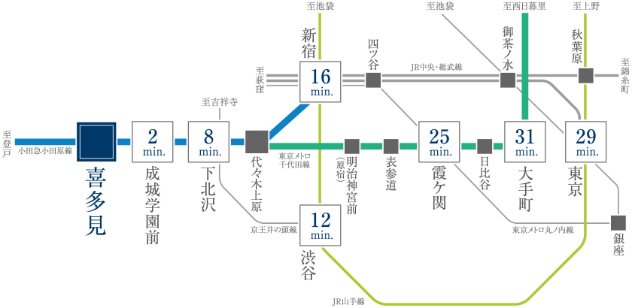 至池袋
至池袋
至西日暮里
至上野
新宿
四ツ谷
御茶ノ水
秋葉原
JR中央・総武線
至荻窪
至錦糸町
16
min.
至吉祥寺
至登戸
小田急小田原線
2
min.
8
min.
25
min.
31
min.
29
min.
喜多見
成城学園前
下北沢
代々木上原
東京メトロ
千代田線
明治神宮前
(原宿)
表参道
霞ケ関
日比谷
大手町
東京
12
min.
京王井の頭線
渋谷
東京メトロ丸ノ内線
銀座
JR山手線